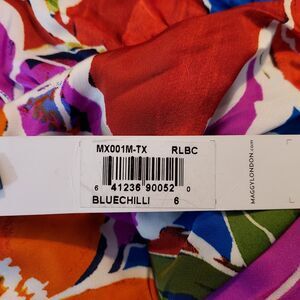 MX001M-TX RLBC
6 41236 90052 0
BLUECHILLI 6
MAGGYLONDON.com